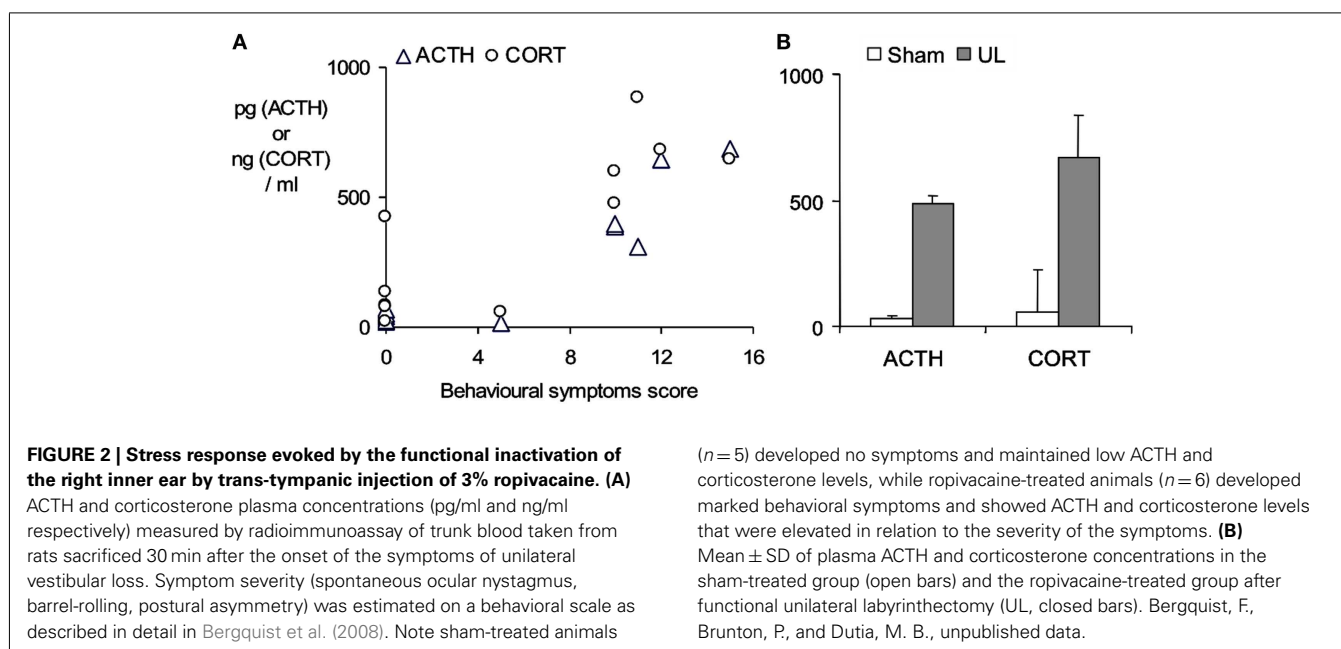 A
△ ACTH ○ CORT
1000
pg (ACTH)
or
ng (CORT)
/ ml
500
0
0 4 8 12 16
Behavioural symptoms score
B
□ Sham ■ UL
1000
500
0
ACTH CORT
FIGURE 2 | Stress response evoked by the functional inactivation of
the right inner ear by trans-tympanic injection of 3% ropivacaine. (A)
ACTH and corticosterone plasma concentrations (pg/ml and ng/ml
respectively) measured by radioimmunoassay of trunk blood taken from
rats sacrificed 30 min after the onset of the symptoms of unilateral
vestibular loss. Symptom severity (spontaneous ocular nystagmus,
barrel-rolling, postural asymmetry) was estimated on a behavioral scale as
described in detail in Bergquist et al. (2008). Note sham-treated animals
(n = 5) developed no symptoms and maintained low ACTH and
corticosterone levels, while ropivacaine-treated animals (n = 6) developed
marked behavioral symptoms and showed ACTH and corticosterone levels
that were elevated in relation to the severity of the symptoms. (B)
Mean ± SD of plasma ACTH and corticosterone concentrations in the
sham-treated group (open bars) and the ropivacaine-treated group after
functional unilateral labyrinthectomy (UL, closed bars). Bergquist, F.,
Brunton, P., and Dutia, M. B., unpublished data.